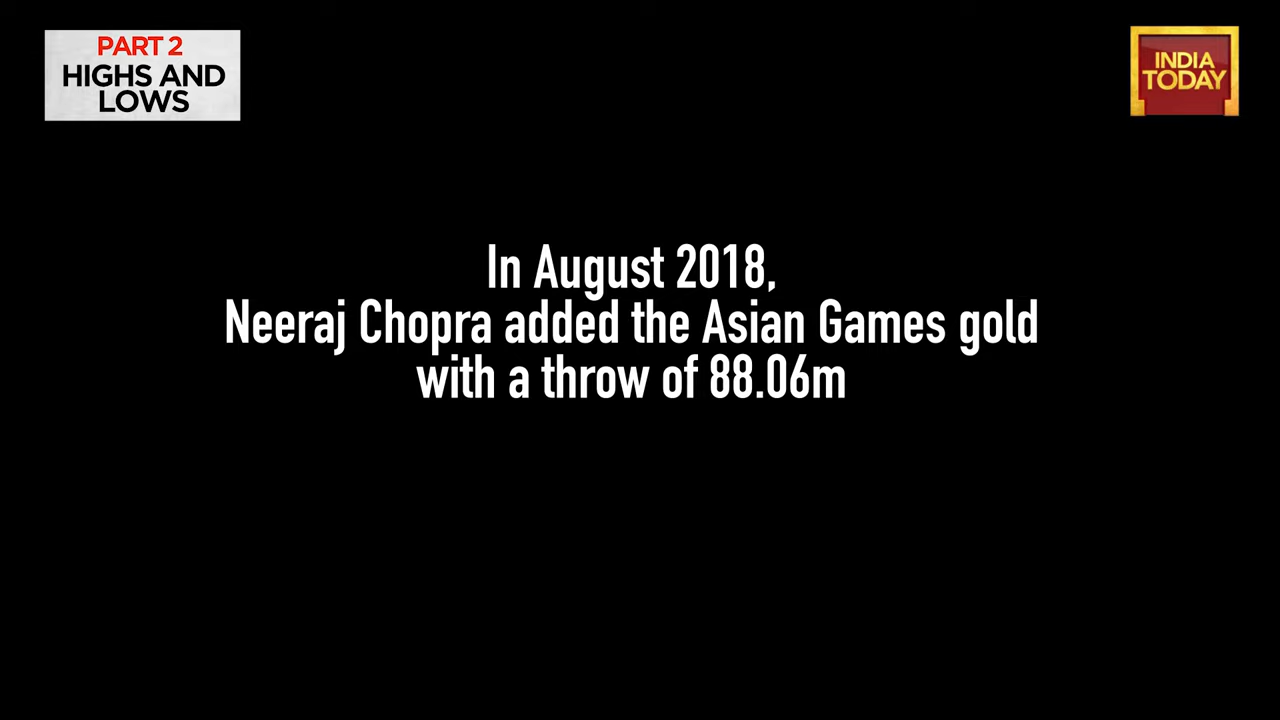 PART 2
HIGHS AND
LOWS
INDIA
TODAY
In August 2018,
Neeraj Chopra added the Asian Games gold
with a throw of 88.06m